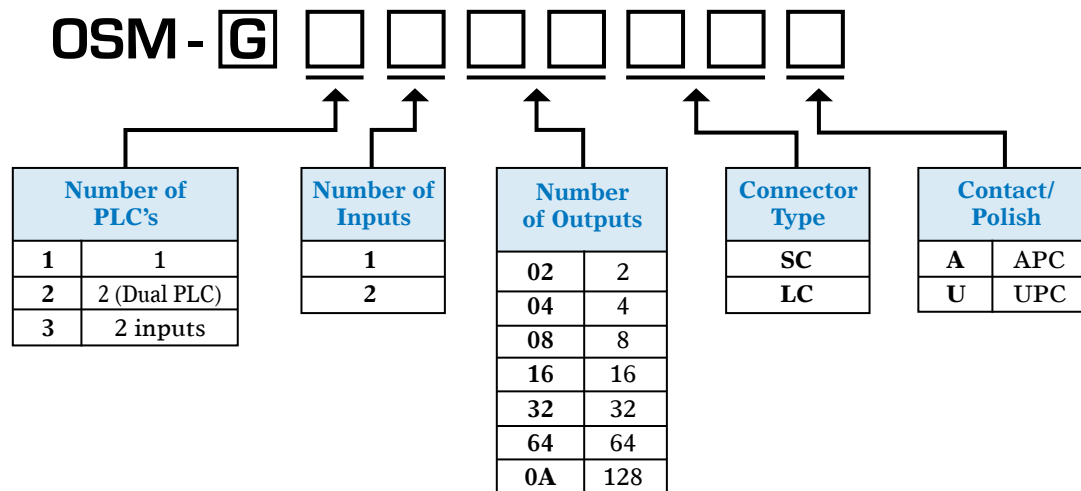 OSM - G
Number of
PLC's
1 1
2 2 (Dual PLC)
3 2 inputs
Number of
Inputs
1
2
Number
of Outputs
02 2
04 4
08 8
16 16
32 32
64 64
0A 128
Connector
Type
SC
LC
Contact/
Polish
A APC
U UPC